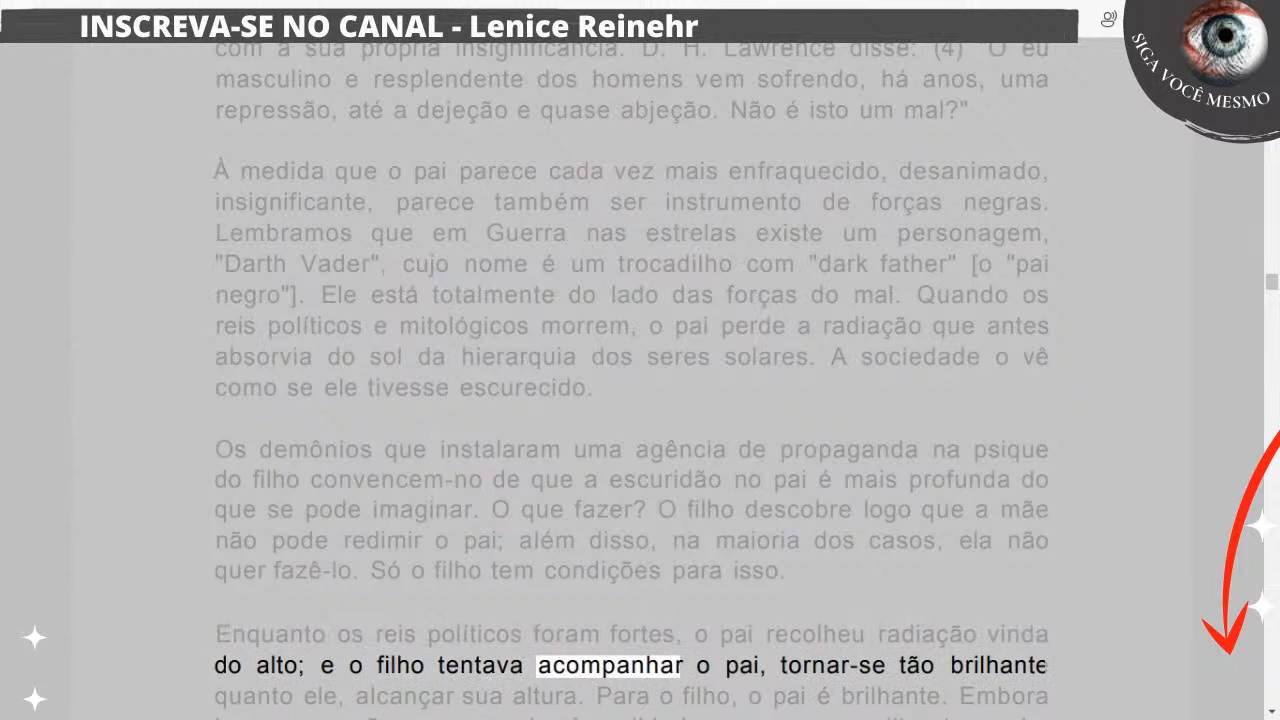 INSCREVA-SE NO CANAL - Lenice Reinehr
SIGA VOCÊ MESMO
com a sua própria insignificância. D. H. Lawrence disse: (4) "O eu
masculino e resplendente dos homens vem sofrendo, há anos, uma
repressão, até a dejeção e quase abjeção. Não é isto um mal?"
À medida que o pai parece cada vez mais enfraquecido, desanimado,
insignificante, parece também ser instrumento de forças negras.
Lembramos que em Guerra nas estrelas existe um personagem,
"Darth Vader", cujo nome é um trocadilho com "dark father" [o "pai
negro"]. Ele está totalmente do lado das forças do mal. Quando os
reis políticos e mitológicos morrem, o pai perde a radiação que antes
absorvia do sol da hierarquia dos seres solares. A sociedade o vê
como se ele tivesse escurecido.
Os demônios que instalaram uma agência de propaganda na psique
do filho convencem-no de que a escuridão no pai é mais profunda do
que se pode imaginar. O que fazer? O filho descobre logo que a mãe
não pode redimir o pai; além disso, na maioria dos casos, ela não
quer fazê-lo. Só o filho tem condições para isso.
Enquanto os reis políticos foram fortes, o pai recolheu radiação vinda
do alto; e o filho tentava acompanhar o pai, tornar-se tão brilhante
quanto ele, alcançar sua altura. Para o filho, o pai é brilhante. Embora